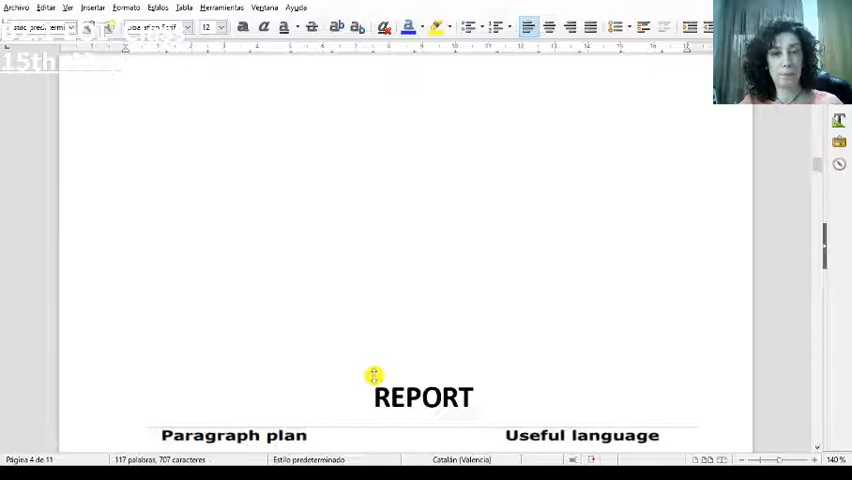 Archivo Editar Ver Insertar Formato Estilos Tabla Herramientas Ventana Ayuda
12
15th
REPORT
Paragraph plan Useful language
Página 4 de 11 117 palabras, 707 caracteres Estilo predeterminado Catalán (Valencia) 140 %